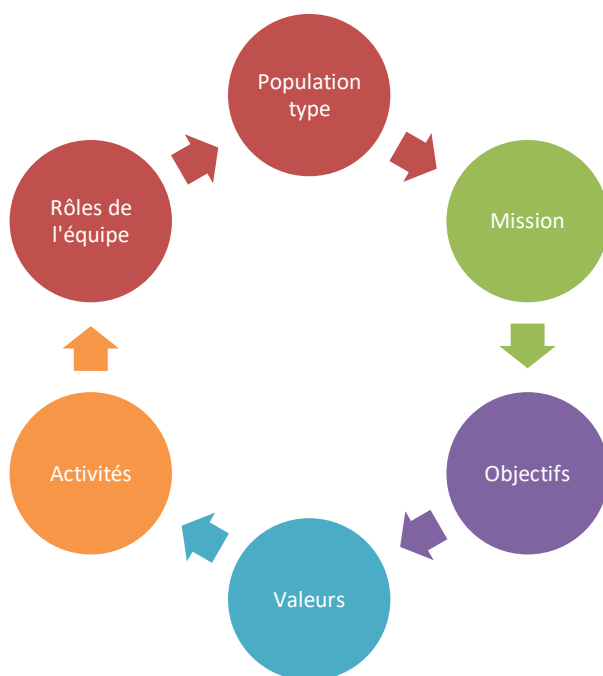 Population
type
Mission
Objectifs
Valeurs
Activités
Rôles de
l'équipe